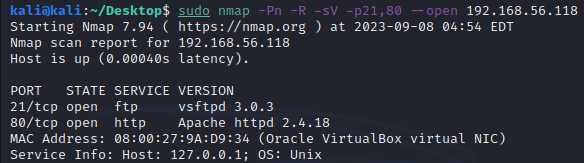 kali@kali:~/Desktop$ sudo nmap -Pn -R -sV -p21,80 --open 192.168.56.118
Starting Nmap 7.94 ( https://nmap.org ) at 2023-09-08 04:54 EDT
Nmap scan report for 192.168.56.118
Host is up (0.00040s latency).

PORT   STATE SERVICE VERSION
21/tcp open  ftp     vsftpd 3.0.3
80/tcp open  http    Apache httpd 2.4.18
MAC Address: 08:00:27:9A:D9:34 (Oracle VirtualBox virtual NIC)
Service Info: Host: 127.0.0.1; OS: Unix